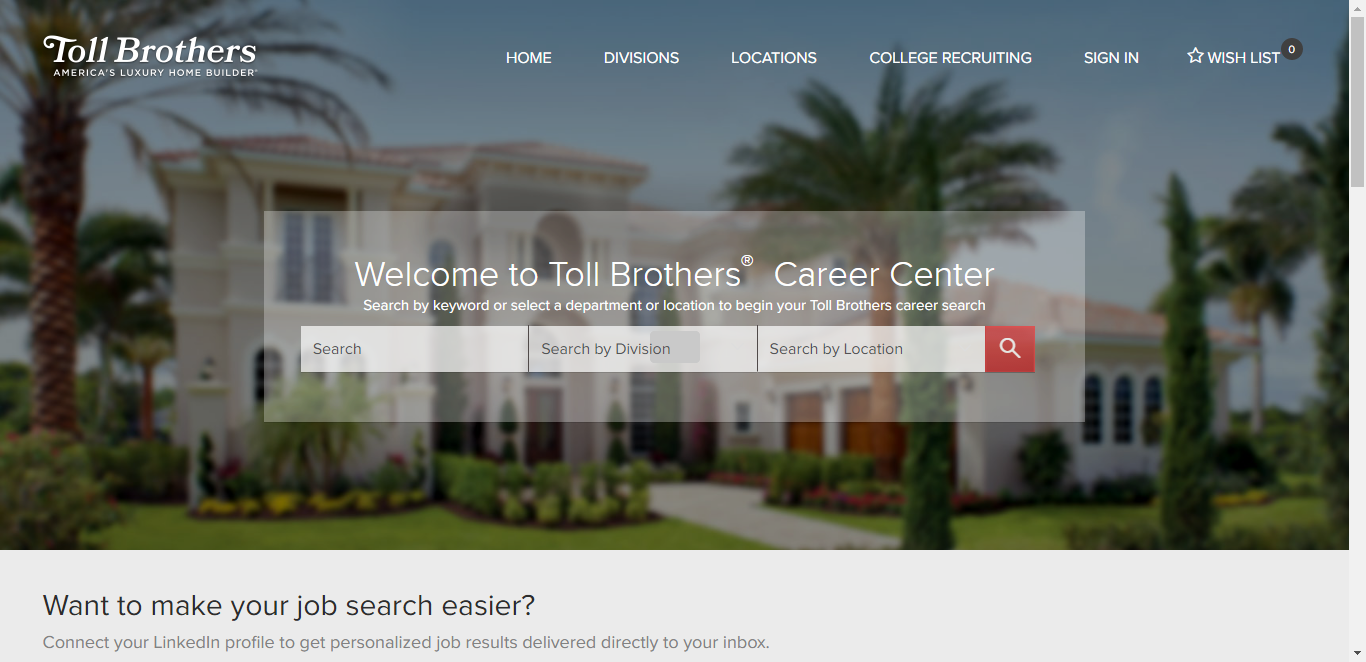 Toll Brothers
AMERICA'S LUXURY HOME BUILDER®
HOME
DIVISIONS
LOCATIONS
COLLEGE RECRUITING
SIGN IN
WISH LIST
0
Welcome to Toll Brothers® Career Center
Search by keyword or select a department or location to begin your Toll Brothers career search
Search
Search by Division
Search by Location
Want to make your job search easier?
Connect your LinkedIn profile to get personalized job results delivered directly to your inbox.